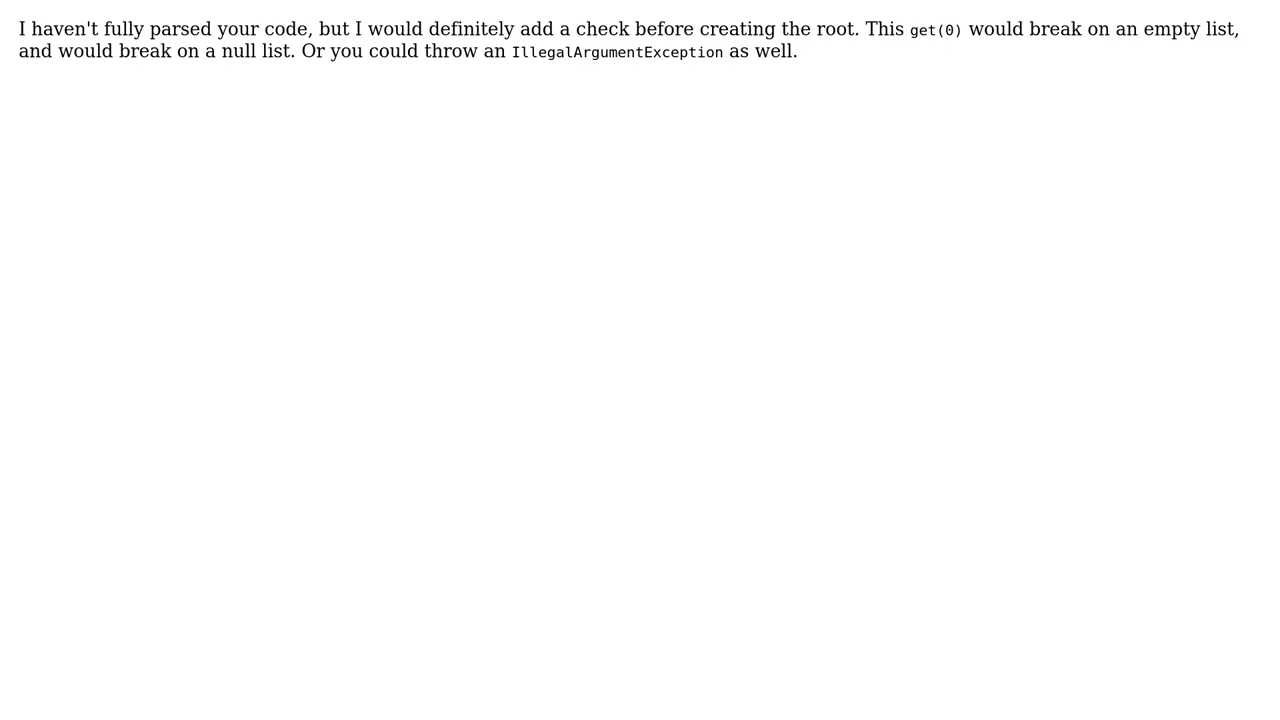 I haven't fully parsed your code, but I would definitely add a check before creating the root. This get(0) would break on an empty list,
and would break on a null list. Or you could throw an IllegalArgumentException as well.